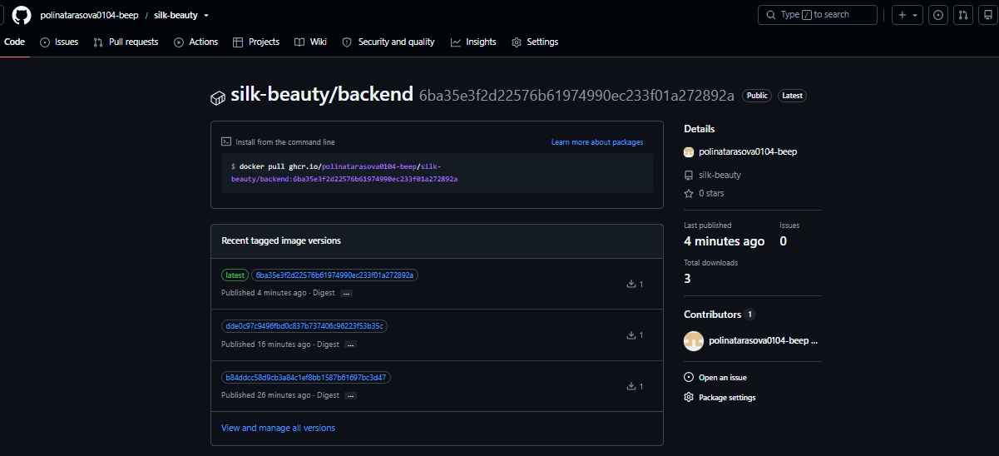 polinatarasova0104-beep / silk-beauty
Type / to search
Code Issues Pull requests Actions Projects Wiki Security and quality Insights Settings
silk-beauty/backend 6ba35e3f2d22576b61974990ec233f01a272892a Public Latest
Install from the command line Learn more about packages
$ docker pull ghcr.io/polinatarasova0104-beep/silk-
beauty/backend:6ba35e3f2d22576b61974990ec233f01a272892a
Recent tagged image versions
latest 6ba35e3f2d22576b61974990ec233f01a272892a
Published 4 minutes ago · Digest ...
1
dde0c97c9496fbd0c837b737406c96223f53b35c
Published 16 minutes ago · Digest ...
1
b84ddcc58d9cb3a84c1ef8bb1587b61697bc3d47
Published 26 minutes ago · Digest ...
1
View and manage all versions
Details
polinatarasova0104-beep
silk-beauty
0 stars
Last published Issues
4 minutes ago 0
Total downloads
3
Contributors 1
polinatarasova0104-beep ...
Open an issue
Package settings